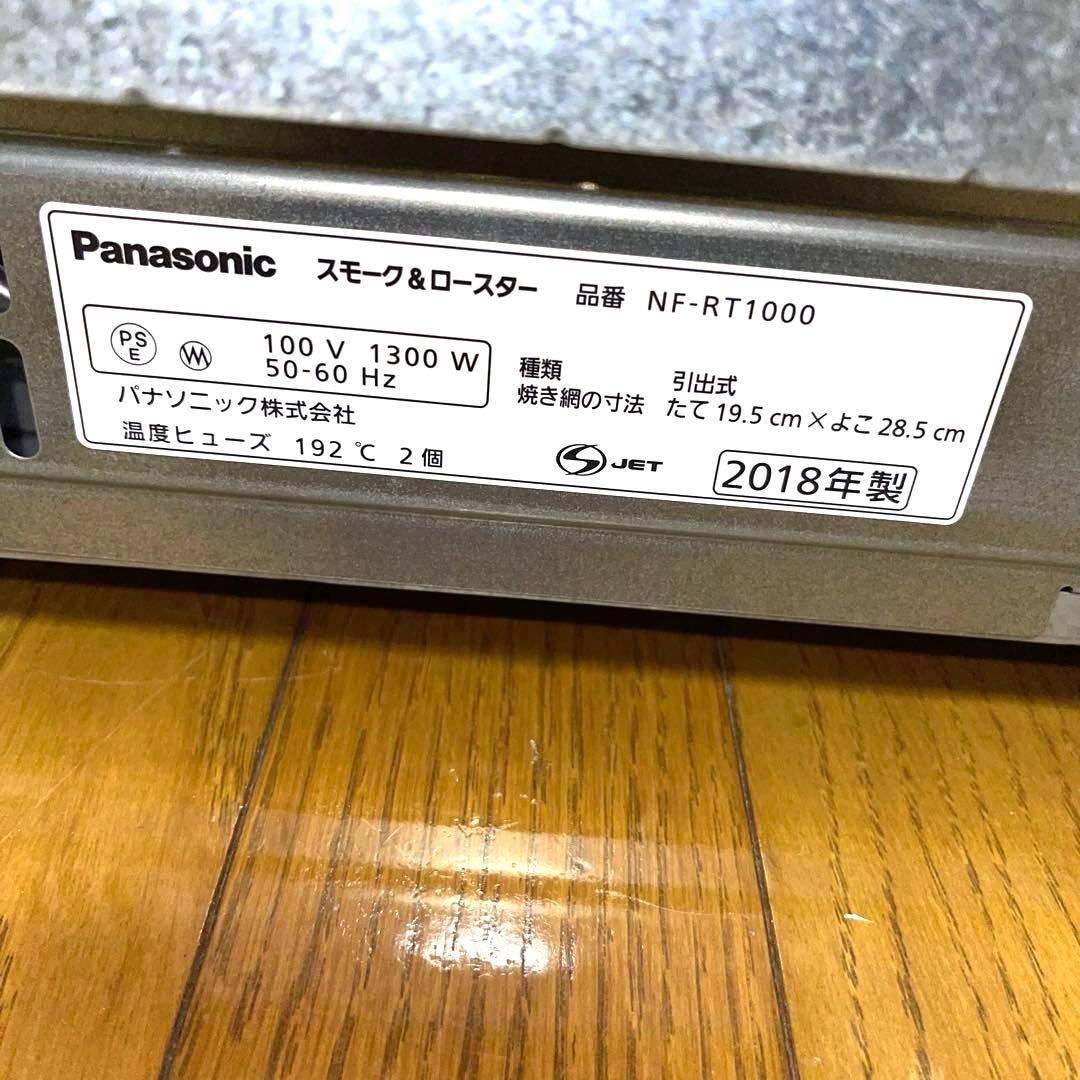 Panasonic スモーク&ロースター 品番 NF-RT1000
PS
E
100 V 1300 W
50-60 Hz
パナソニック株式会社
温度ヒューズ 192 ℃ 2 個
種類 引出式
焼き網の寸法 たて 19.5 cm×よこ 28.5 cm
S JET
2018年製